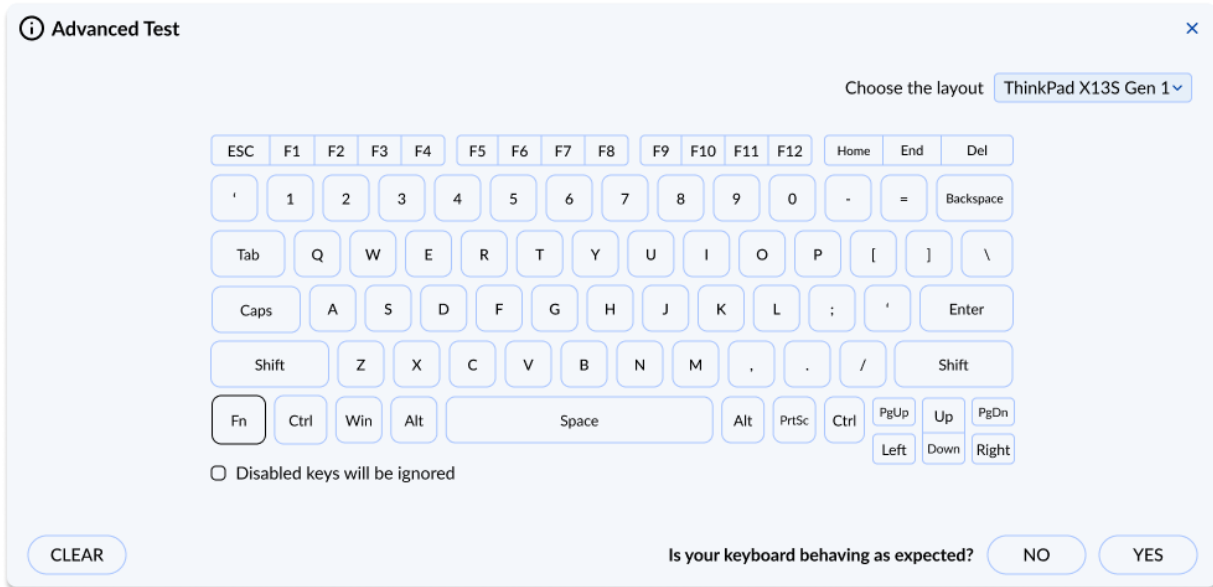 Advanced Test ×
Choose the layout ThinkPad X13S Gen 1
ESC F1 F2 F3 F4 F5 F6 F7 F8 F9 F10 F11 F12 Home End Del
‘ 1 2 3 4 5 6 7 8 9 0 - = Backspace
Tab Q W E R T Y U I O P [ ] \
Caps A S D F G H J K L ; ‘ Enter
Shift Z X C V B N M , . / Shift
Fn Ctrl Win Alt Space Alt PrtSc Ctrl PgUp Up PgDn
Left Down Right
Disabled keys will be ignored
CLEAR Is your keyboard behaving as expected? NO YES